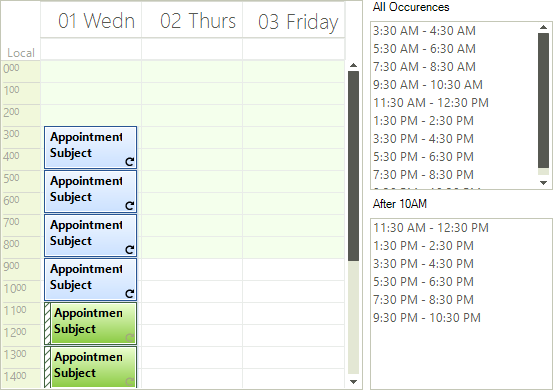 01 Wedn
02 Thurs
03 Friday
Local
0 00
1 00
2 00
3 00
4 00
5 00
6 00
7 00
8 00
9 00
10 00
11 00
12 00
13 00
14 00
Appointment
Subject
Appointment
Subject
Appointment
Subject
Appointment
Subject
Appointmen
Subject
Appointmen
Subject
All Occurences
3:30 AM - 4:30 AM
5:30 AM - 6:30 AM
7:30 AM - 8:30 AM
9:30 AM - 10:30 AM
11:30 AM - 12:30 PM
1:30 PM - 2:30 PM
3:30 PM - 4:30 PM
5:30 PM - 6:30 PM
7:30 PM - 8:30 PM
After 10AM
11:30 AM - 12:30 PM
1:30 PM - 2:30 PM
3:30 PM - 4:30 PM
5:30 PM - 6:30 PM
7:30 PM - 8:30 PM
9:30 PM - 10:30 PM